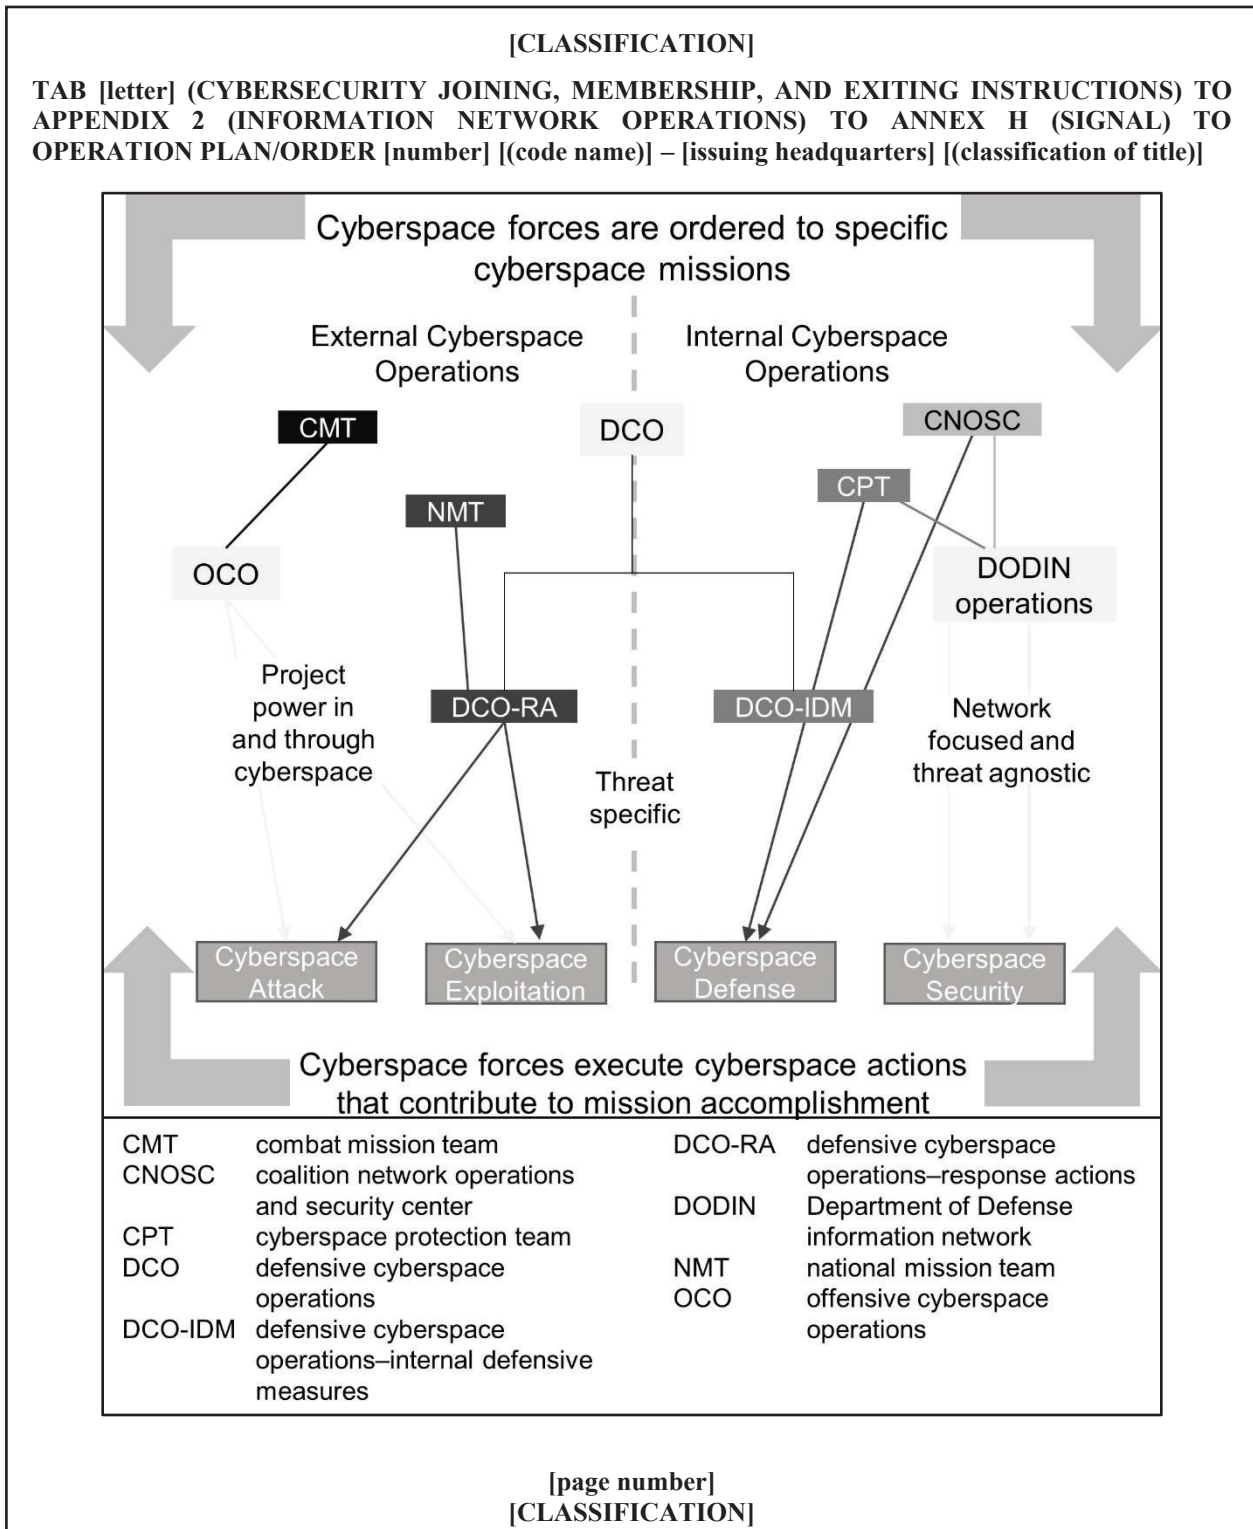 [CLASSIFICATION]
TAB [letter] (CYBERSECURITY JOINING, MEMBERSHIP, AND EXITING INSTRUCTIONS) TO
APPENDIX 2 (INFORMATION NETWORK OPERATIONS) TO ANNEX H (SIGNAL) TO
OPERATION PLAN/ORDER [number] [(code name)] – [issuing headquarters] [(classification of title)]
Cyberspace forces are ordered to specific
cyberspace missions
External Cyberspace
Operations
Internal Cyberspace
Operations
CMT
DCO
CNOSC
CPT
NMT
OCO
DODIN
operations
Project
power in
and through
cyberspace
DCO-RA
DCO-IDM
Network
focused and
threat agnostic
Threat
specific
Cyberspace
Attack
Cyberspace
Exploitation
Cyberspace
Defense
Cyberspace
Security
Cyberspace forces execute cyberspace actions
that contribute to mission accomplishment
CMT combat mission team
CNOSC coalition network operations
and security center
CPT cyberspace protection team
DCO defensive cyberspace
operations
DCO-IDM defensive cyberspace
operations–internal defensive
measures
DCO-RA defensive cyberspace
operations–response actions
DODIN Department of Defense
information network
NMT national mission team
OCO offensive cyberspace
operations
[page number]
[CLASSIFICATION]